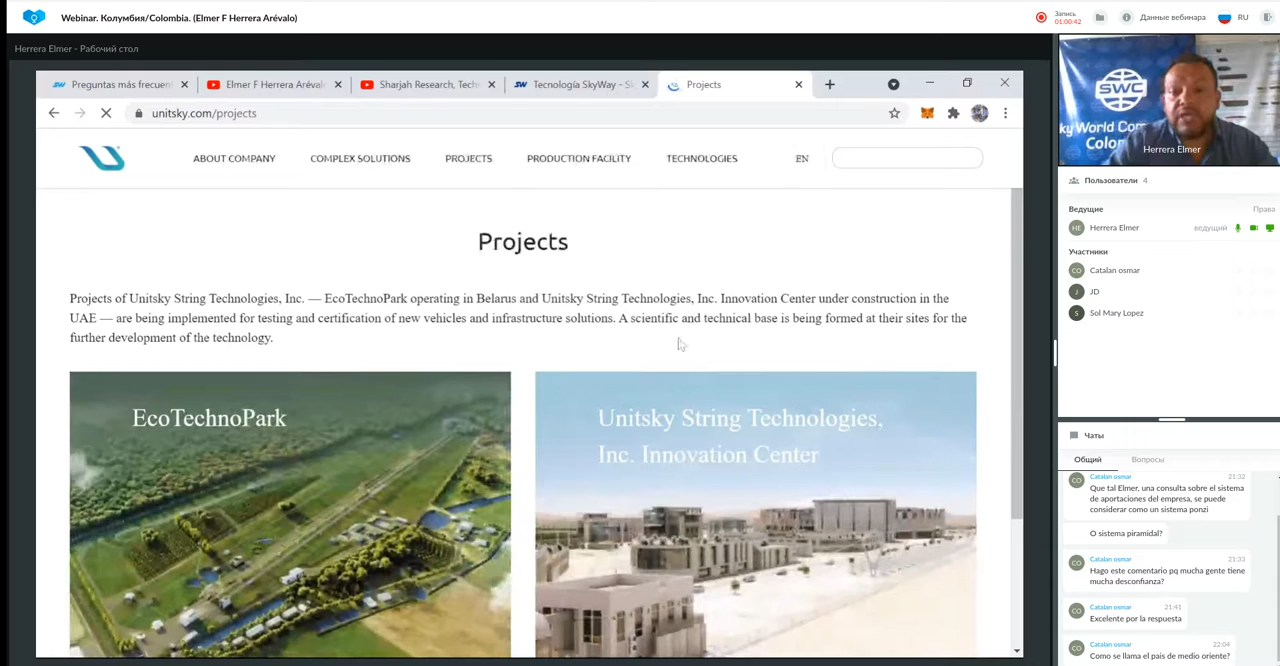 Webinar. Колумбия/Colombia. (Elmer F Herrera Arévalo)
Запись
01:00:42
Данные вебинара
RU
Herrera Elmer - Рабочий стол
Preguntas más frecuent
Elmer F Herrera Arévalo
Sharjah Research, Tech
Tecnología SkyWay - Sk
Projects
unitsky.com/projects
ABOUT COMPANY
COMPLEX SOLUTIONS
PROJECTS
PRODUCTION FACILITY
TECHNOLOGIES
EN
Projects
Projects of Unitsky String Technologies, Inc. — EcoTechnoPark operating in Belarus and Unitsky String Technologies, Inc. Innovation Center under construction in the
UAE — are being implemented for testing and certification of new vehicles and infrastructure solutions. A scientific and technical base is being formed at their sites for the
further development of the technology.
EcoTechnoPark
Unitsky String Technologies,
Inc. Innovation Center
SWC
ky World Com
Colom
Herrera Elmer
Пользователи 4
Ведущие
Права
HE
Herrera Elmer
ведущий
Участники
CO
Catalan osmar
J
JD
S
Sol Mary Lopez
Чаты
Общий
Вопросы
CO
Catalan osmar
21:32
Que tal Elmer, una consulta sobre el sistema
de aportaciones del empresa, se puede
considerar como un sistema ponzi
O sistema piramidal?
CO
Catalan osmar
21:33
Hago este comentario pq mucha gente tiene
mucha desconfianza?
CO
Catalan osmar
21:41
Excelente por la respuesta
CO
Catalan osmar
22:04
Como se llama el país de medio oriente?